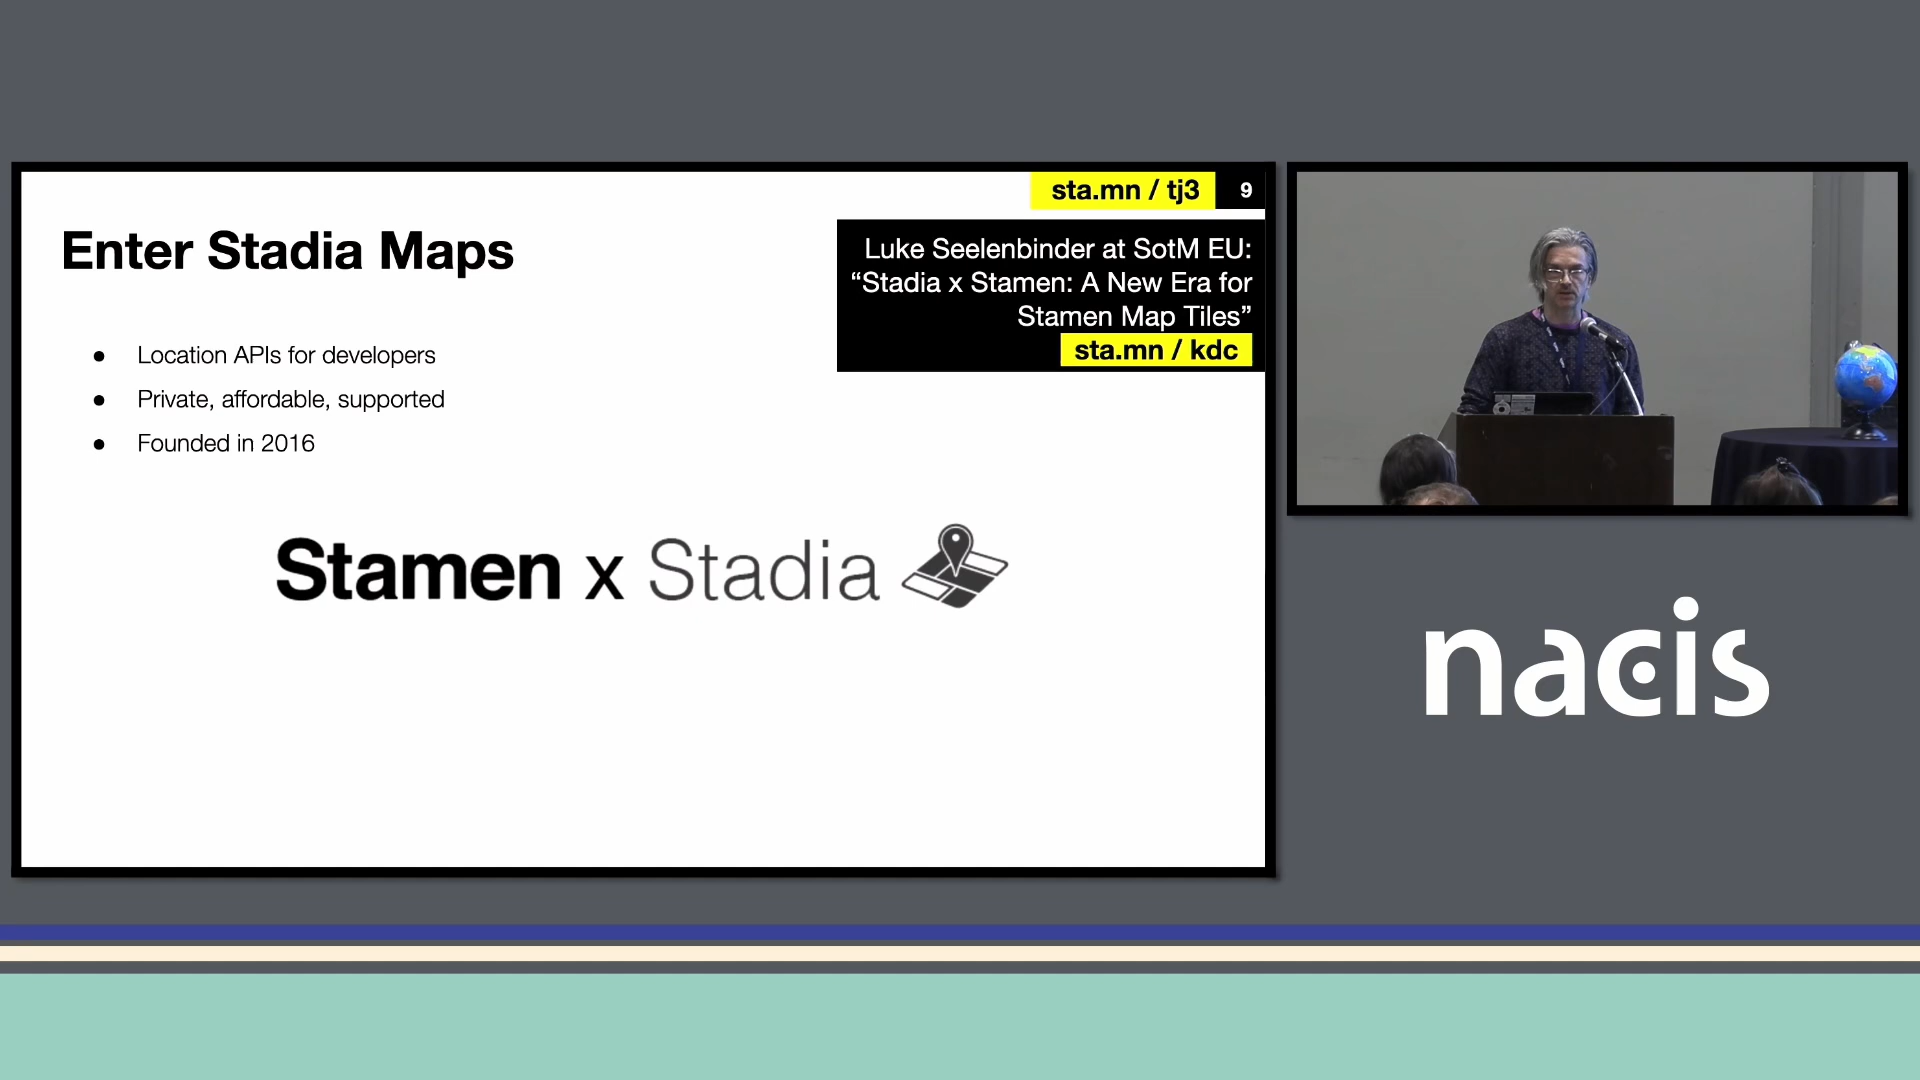 sta.mn / tj3
9
Enter Stadia Maps
Luke Seelenbinder at SotM EU:
“Stadia x Stamen: A New Era for
Stamen Map Tiles”
sta.mn / kdc
● Location APIs for developers
● Private, affordable, supported
● Founded in 2016
Stamen x Stadia
nacis